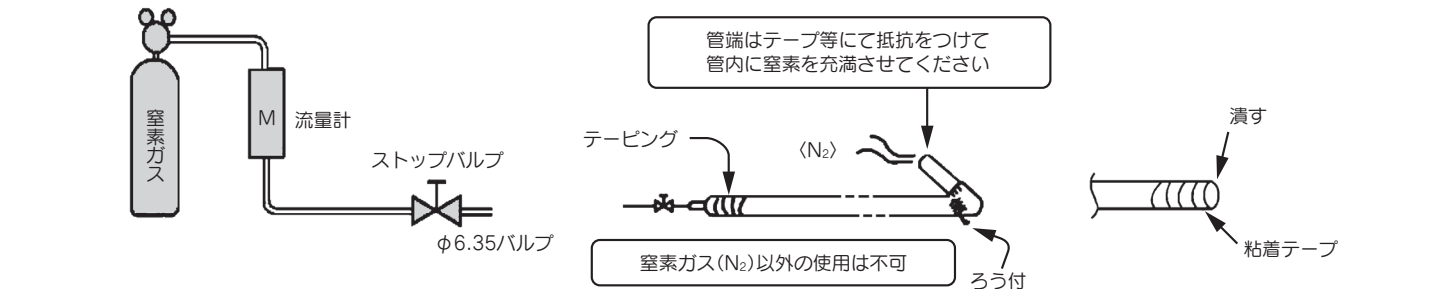 窒素ガス
M
流量計
ストップバルブ
φ6.35バルブ
管端はテープ等にて抵抗をつけて
管内に窒素を充満させてください
テーピング
〈N₂〉
窒素ガス(N₂)以外の使用は不可
ろう付
潰す
粘着テープ